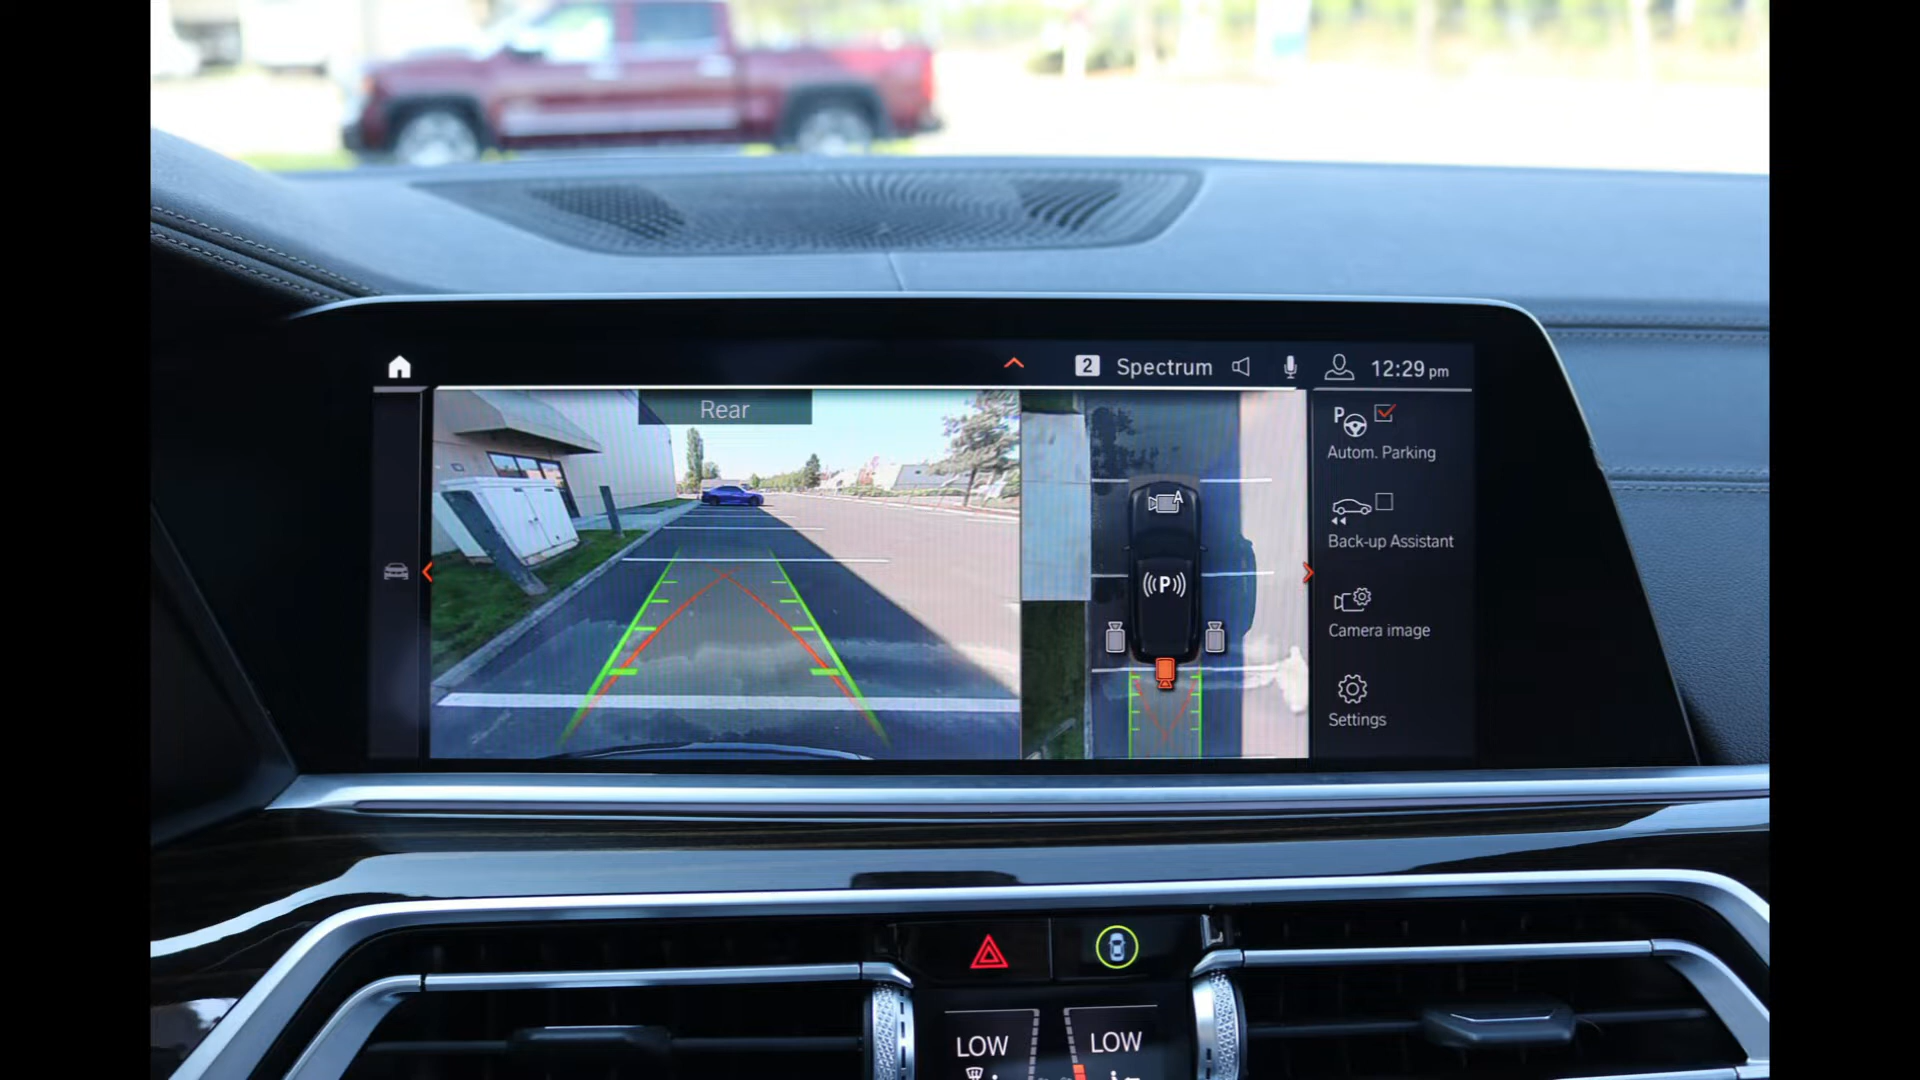 2 Spectrum 12:29 pm
Rear
P
Autom. Parking
Back-up Assistant
Camera image
Settings
A
P
LOW LOW